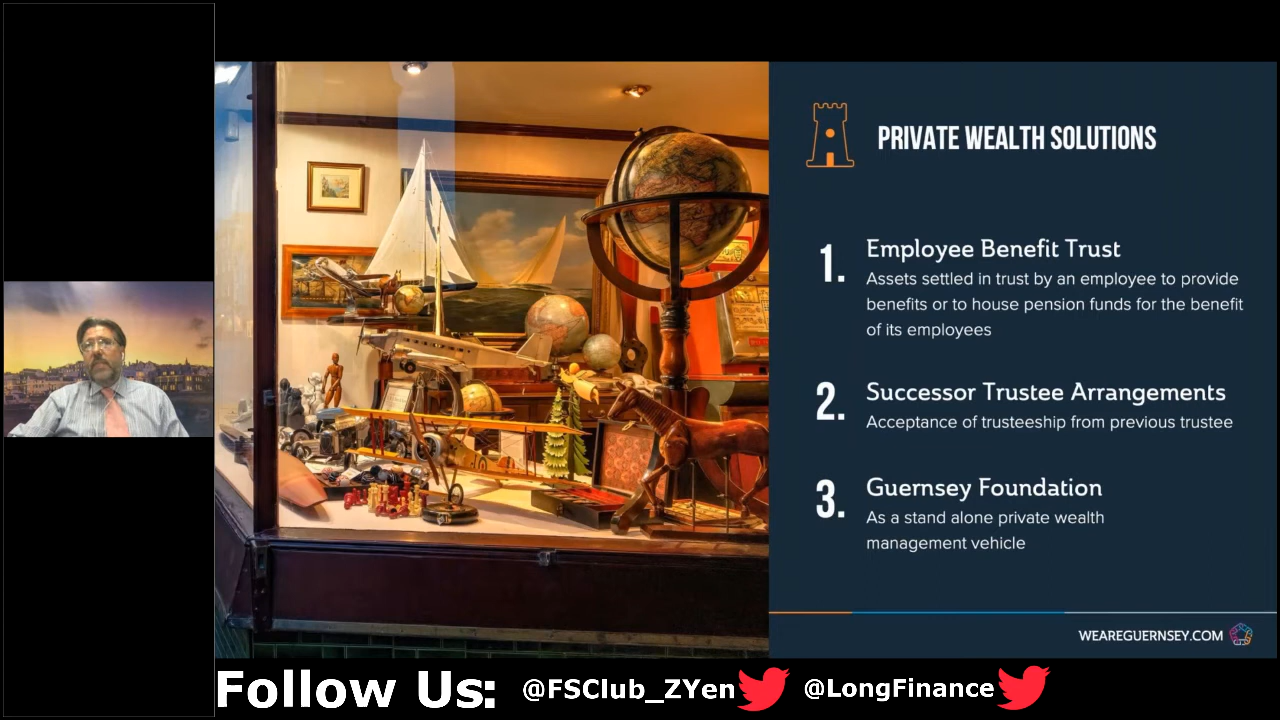 PRIVATE WEALTH SOLUTIONS
1.
Employee Benefit Trust
Assets settled in trust by an employee to provide
benefits or to house pension funds for the benefit
of its employees
2.
Successor Trustee Arrangements
Acceptance of trusteeship from previous trustee
3.
Guernsey Foundation
As a stand alone private wealth
management vehicle
WEAREGUERNSEY.COM
Follow Us: @FSClub_ZYen @LongFinance